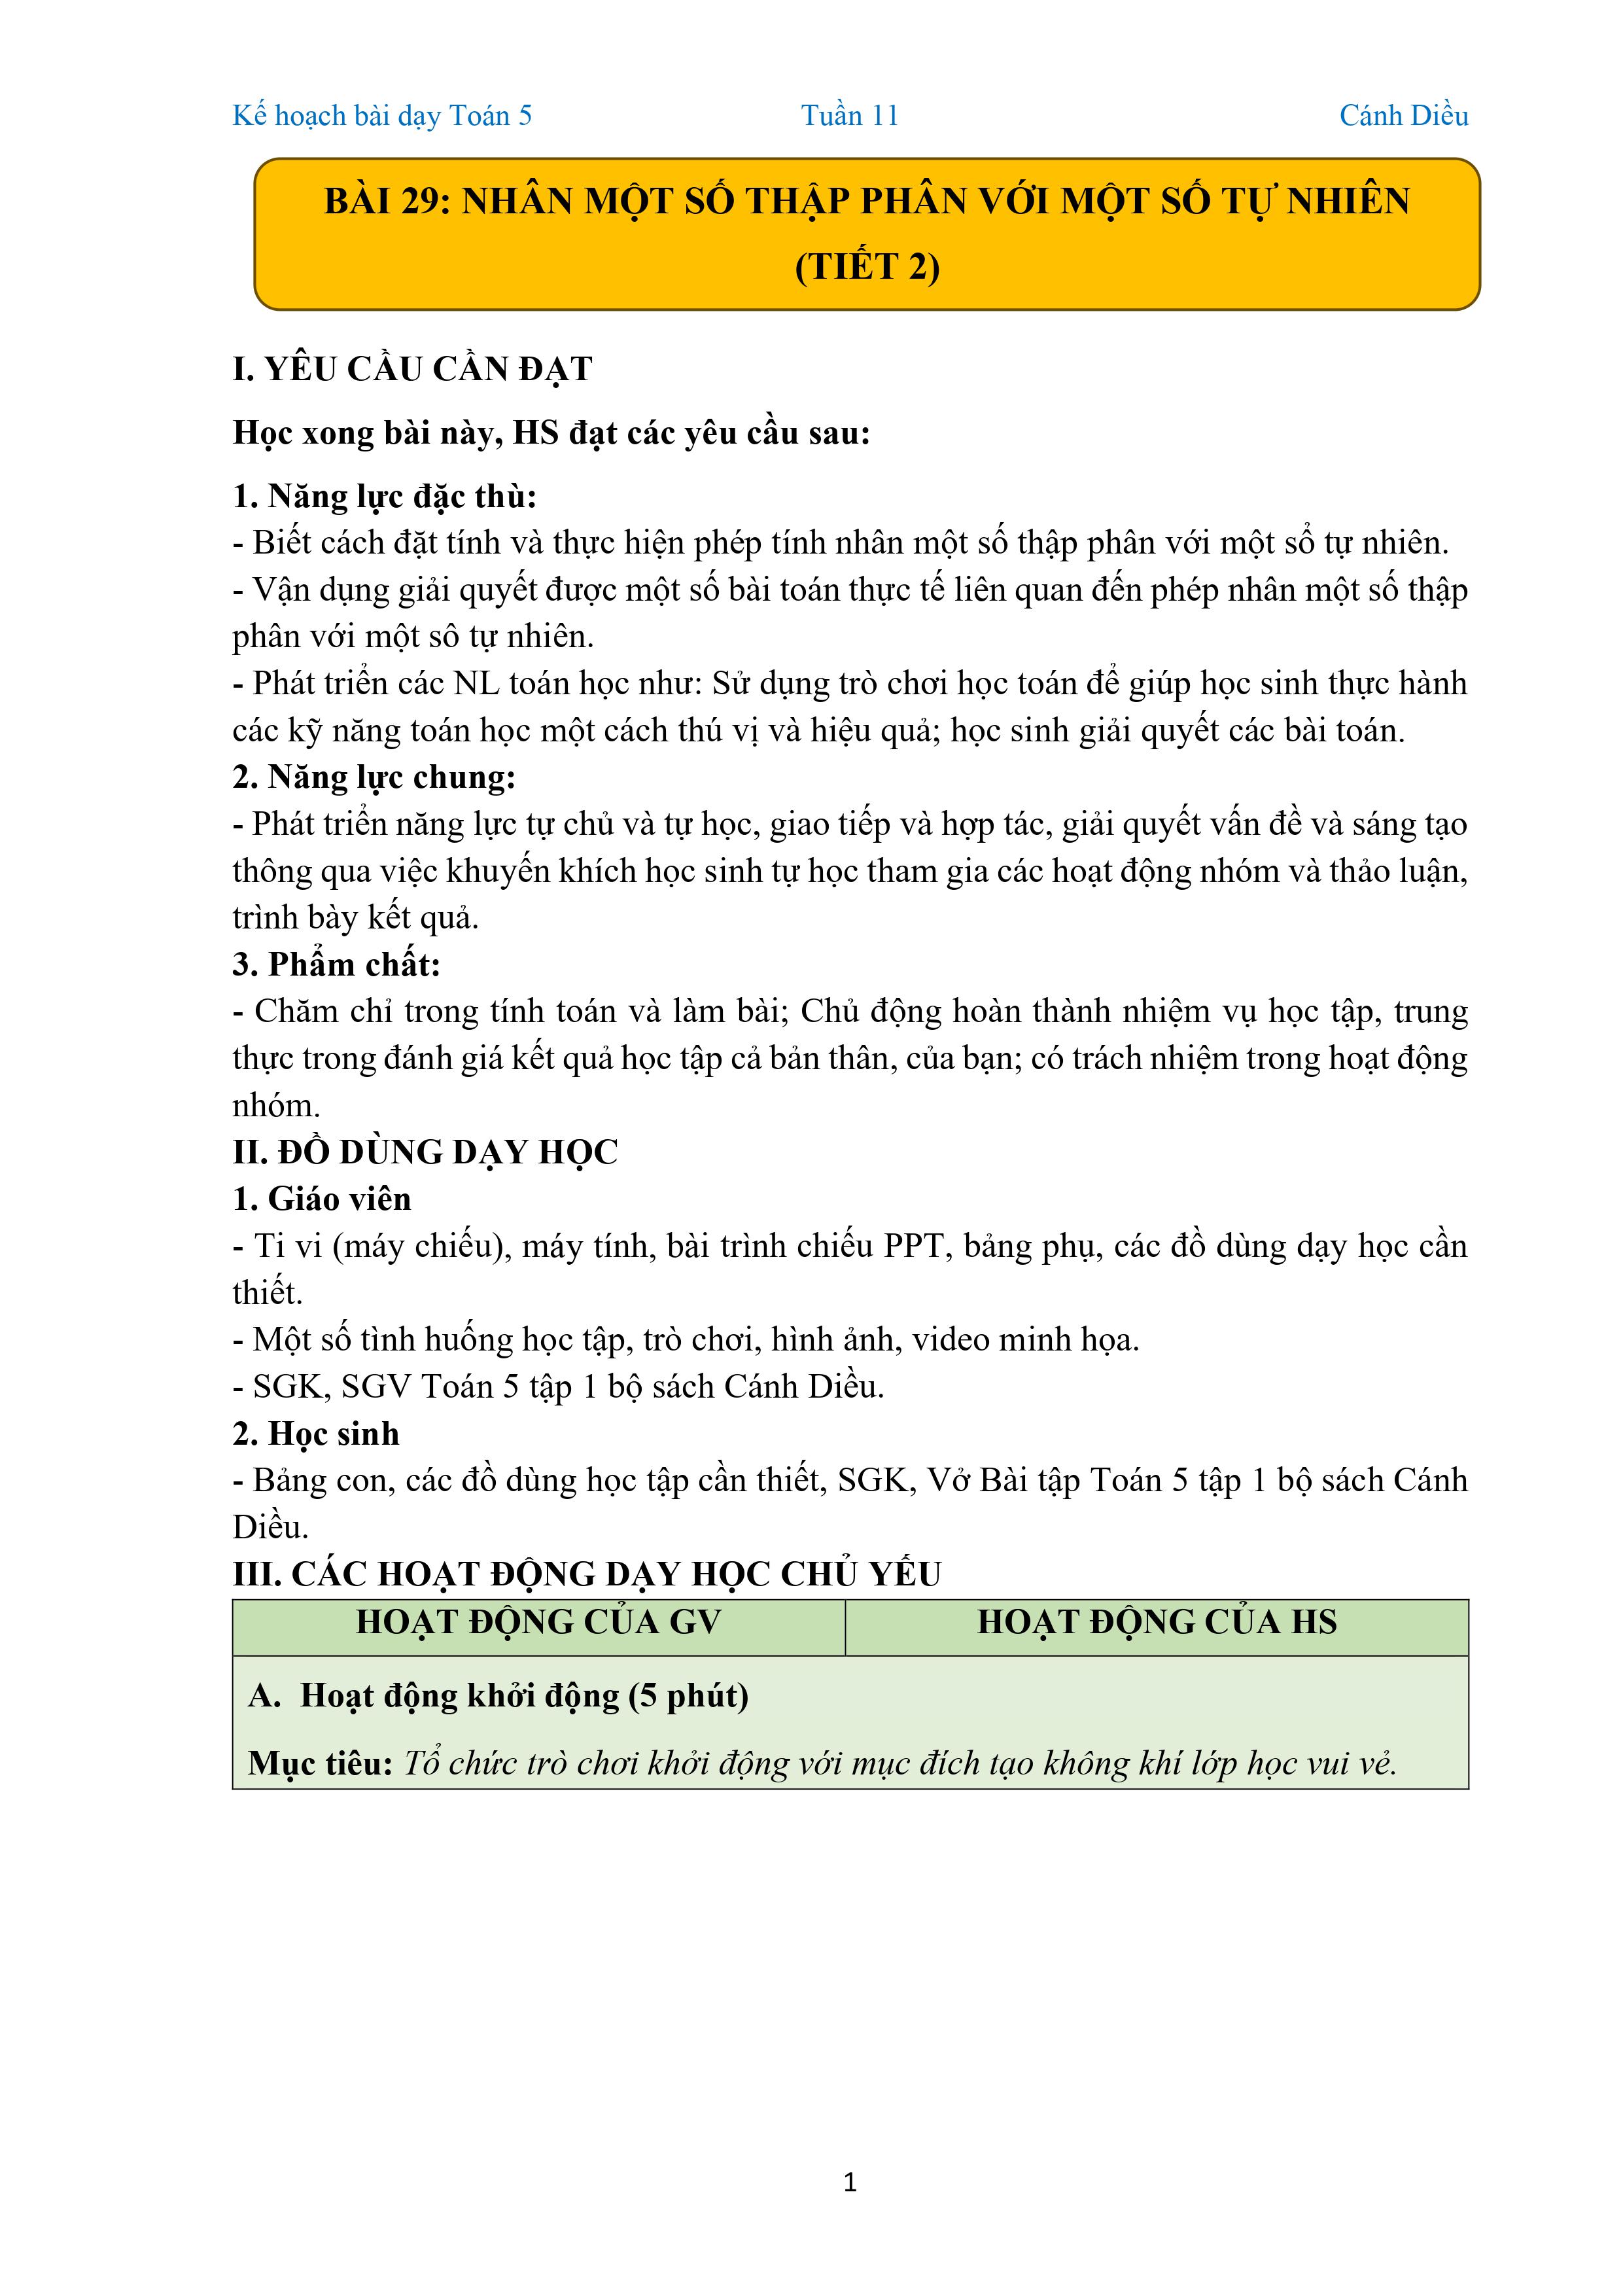 Kế hoạch bài dạy Toán 5 Tuần 11 Cánh Diều
BÀI 29: NHÂN MỘT SỐ THẬP PHÂN VỚI MỘT SỐ TỰ NHIÊN
(TIẾT 2)
I. YÊU CẦU CẦN ĐẠT
Học xong bài này, HS đạt các yêu cầu sau:
1. Năng lực đặc thù:
- Biết cách đặt tính và thực hiện phép tính nhân một số thập phân với một sổ tự nhiên.
- Vận dụng giải quyết được một số bài toán thực tế liên quan đến phép nhân một số thập
phân với một sô tự nhiên.
- Phát triển các NL toán học như: Sử dụng trò chơi học toán để giúp học sinh thực hành
các kỹ năng toán học một cách thú vị và hiệu quả; học sinh giải quyết các bài toán.
2. Năng lực chung:
- Phát triển năng lực tự chủ và tự học, giao tiếp và hợp tác, giải quyết vấn đề và sáng tạo
thông qua việc khuyến khích học sinh tự học tham gia các hoạt động nhóm và thảo luận,
trình bày kết quả.
3. Phẩm chất:
- Chăm chỉ trong tính toán và làm bài; Chủ động hoàn thành nhiệm vụ học tập, trung
thực trong đánh giá kết quả học tập cả bản thân, của bạn; có trách nhiệm trong hoạt động
nhóm.
II. ĐỒ DÙNG DẠY HỌC
1. Giáo viên
- Ti vi (máy chiếu), máy tính, bài trình chiếu PPT, bảng phụ, các đồ dùng dạy học cần
thiết.
- Một số tình huống học tập, trò chơi, hình ảnh, video minh họa.
- SGK, SGV Toán 5 tập 1 bộ sách Cánh Diều.
2. Học sinh
- Bảng con, các đồ dùng học tập cần thiết, SGK, Vở Bài tập Toán 5 tập 1 bộ sách Cánh
Diều.
III. CÁC HOẠT ĐỘNG DẠY HỌC CHỦ YẾU
HOẠT ĐỘNG CỦA GV HOẠT ĐỘNG CỦA HS
A. Hoạt động khởi động (5 phút)
Mục tiêu: Tổ chức trò chơi khởi động với mục đích tạo không khí lớp học vui vẻ.
1